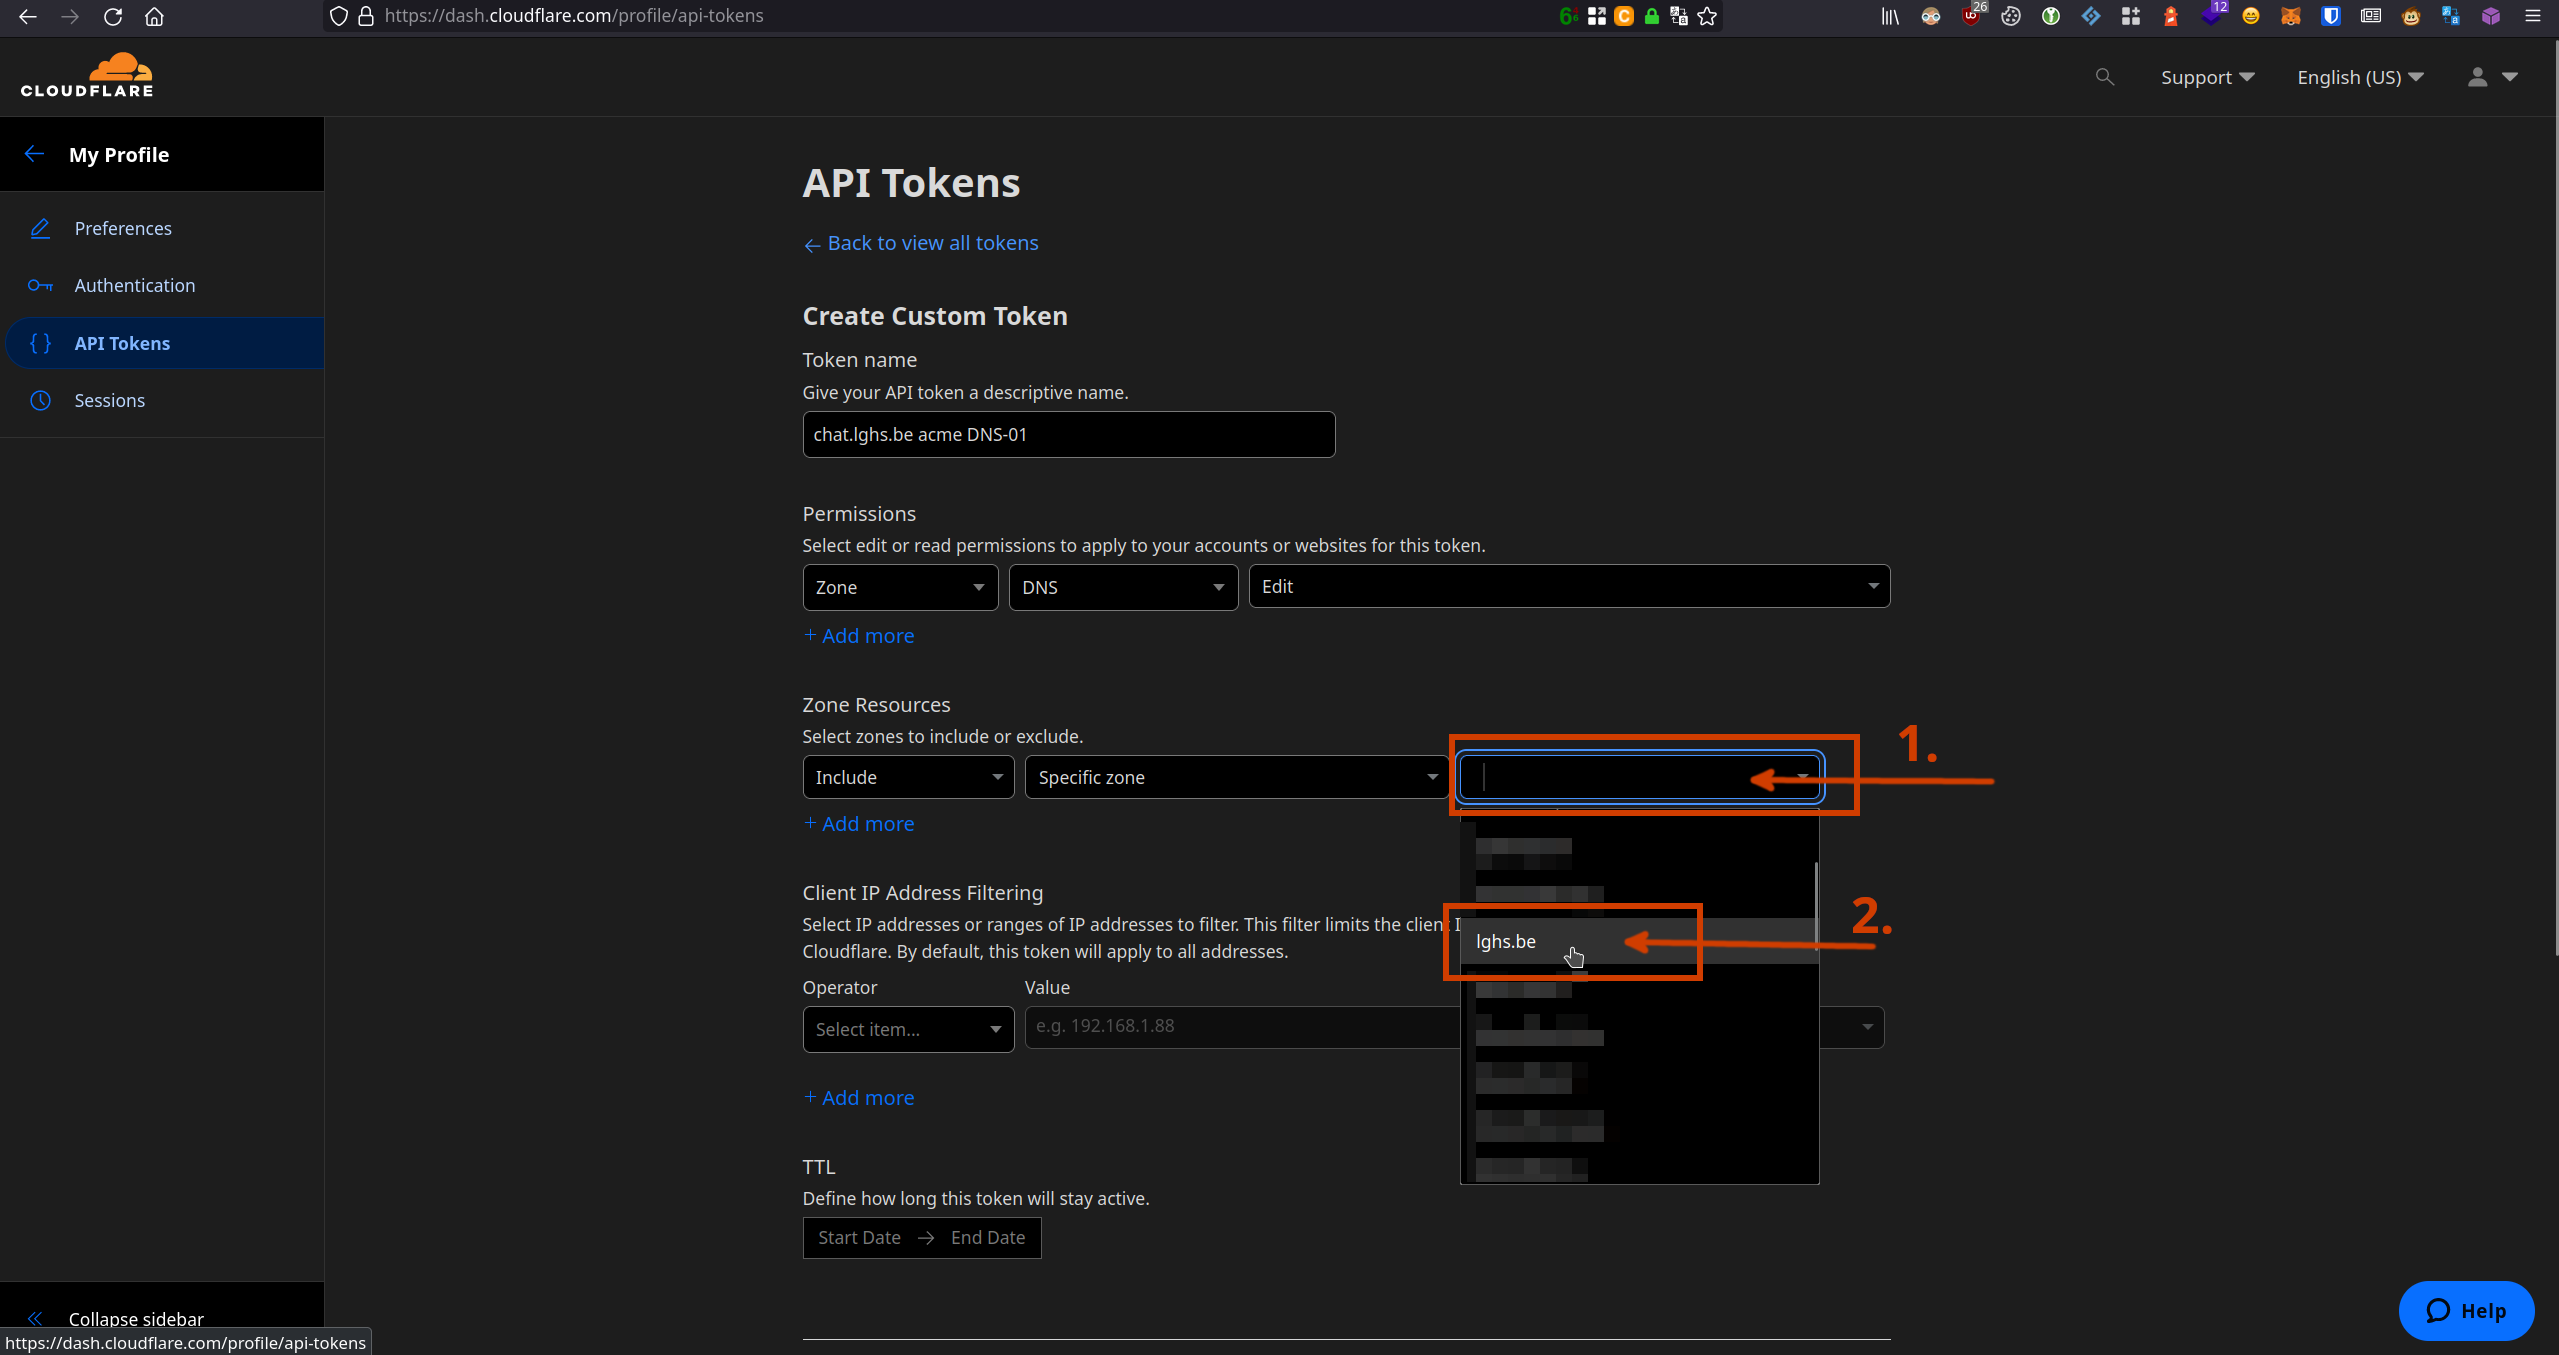 https://dash.cloudflare.com/profile/api-tokens
26
12
CLOUDFLARE
Support
English (US)
My Profile
Preferences
Authentication
API Tokens
Sessions
API Tokens
← Back to view all tokens
Create Custom Token
Token name
Give your API token a descriptive name.
chat.lghs.be acme DNS-01
Permissions
Select edit or read permissions to apply to your accounts or websites for this token.
Zone
DNS
Edit
+ Add more
Zone Resources
Select zones to include or exclude.
1.
Include
Specific zone
+ Add more
Client IP Address Filtering
Select IP addresses or ranges of IP addresses to filter. This filter limits the client
2.
lghs.be
Cloudflare. By default, this token will apply to all addresses.
Operator
Value
Select item...
e.g. 192.168.1.88
+ Add more
TTL
Define how long this token will stay active.
Start Date → End Date
Collapse sidebar
Help
https://dash.cloudflare.com/profile/api-tokens